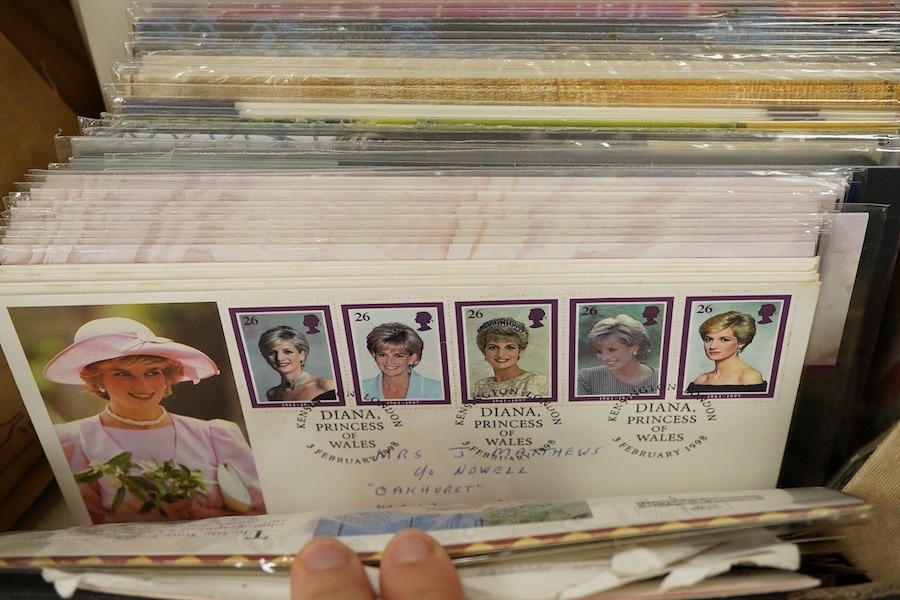 26 26 26 26 26
1961-1997 1961-1997 1961-1997 1961-1997 1961-1997
KENSINGTON LONDON
DIANA,
PRINCESS
OF
WALES
3 FEBRUARY 1998
KENSINGTON LONDON
DIANA,
PRINCESS
OF
WALES
3 FEBRUARY 1998
KENSINGTON LONDON
DIANA,
PRINCESS
OF
WALES
3 FEBRUARY 1998
MRS J MATTHEWS
c/o NOWELL
"OAKHURST"